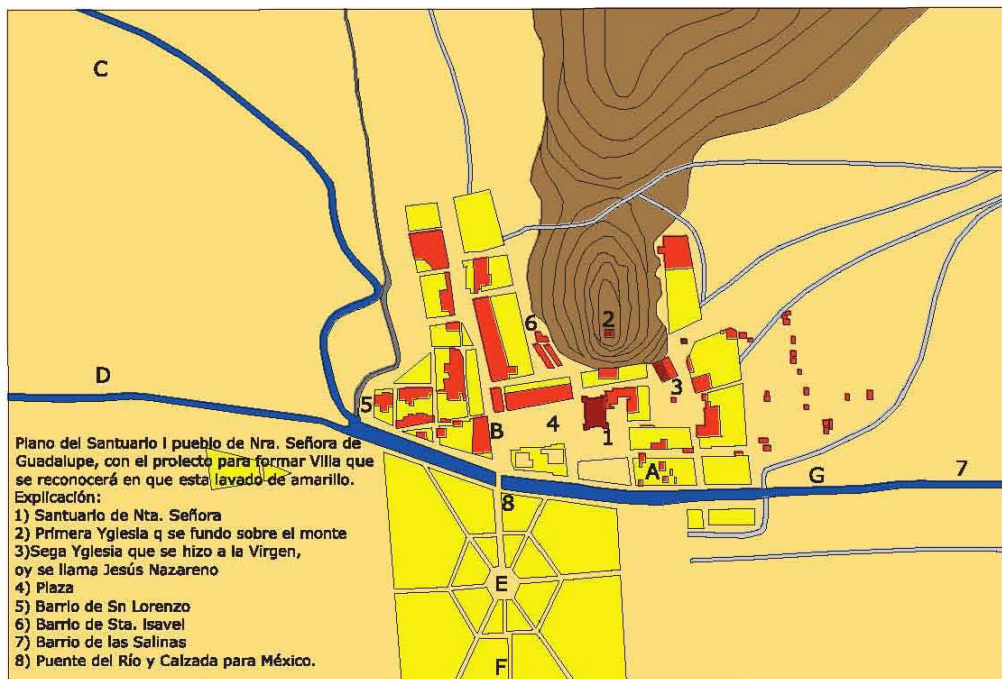 C
D
2
6
3
5
B
4
1
A
G
7
8
E
F
Plano del Santuario I pueblo de Nra. Señora de
Guadalupe, con el prolecto para formar Villa que
se reconocerá en que esta lavado de amarillo.
Explicación:
1) Santuario de Nta. Señora
2) Primera Yglesia q se fundo sobre el monte
3)Sega Yglesia que se hizo a la Virgen,
oy se llama Jesús Nazareno
4) Plaza
5) Barrio de Sn Lorenzo
6) Barrio de Sta. Isavel
7) Barrio de las Salinas
8) Puente del Río y Calzada para México.